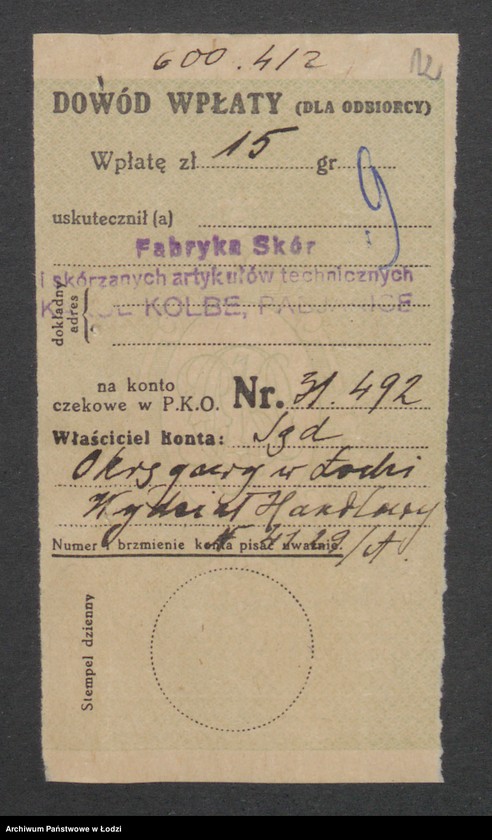 600.412
12
DOWÓD WPŁATY (DLA ODBIORCY)
Wpłatę zł 15 gr
9
uskutecznił(a)
Fabryka Skór
i skórzanych artykułów technicznych
KOLBE, PABJANICE
dokładny adres
na konto
czekowe w P.K.O. Nr. 31.492
Właściciel konta: Sąd
Okręgowy w Łodzi
Wydział Handlowy
Numer i brzmienie konta pisać uważnie.
4129/A
Stempel dzienny
Archiwum Państwowe w Łodzi